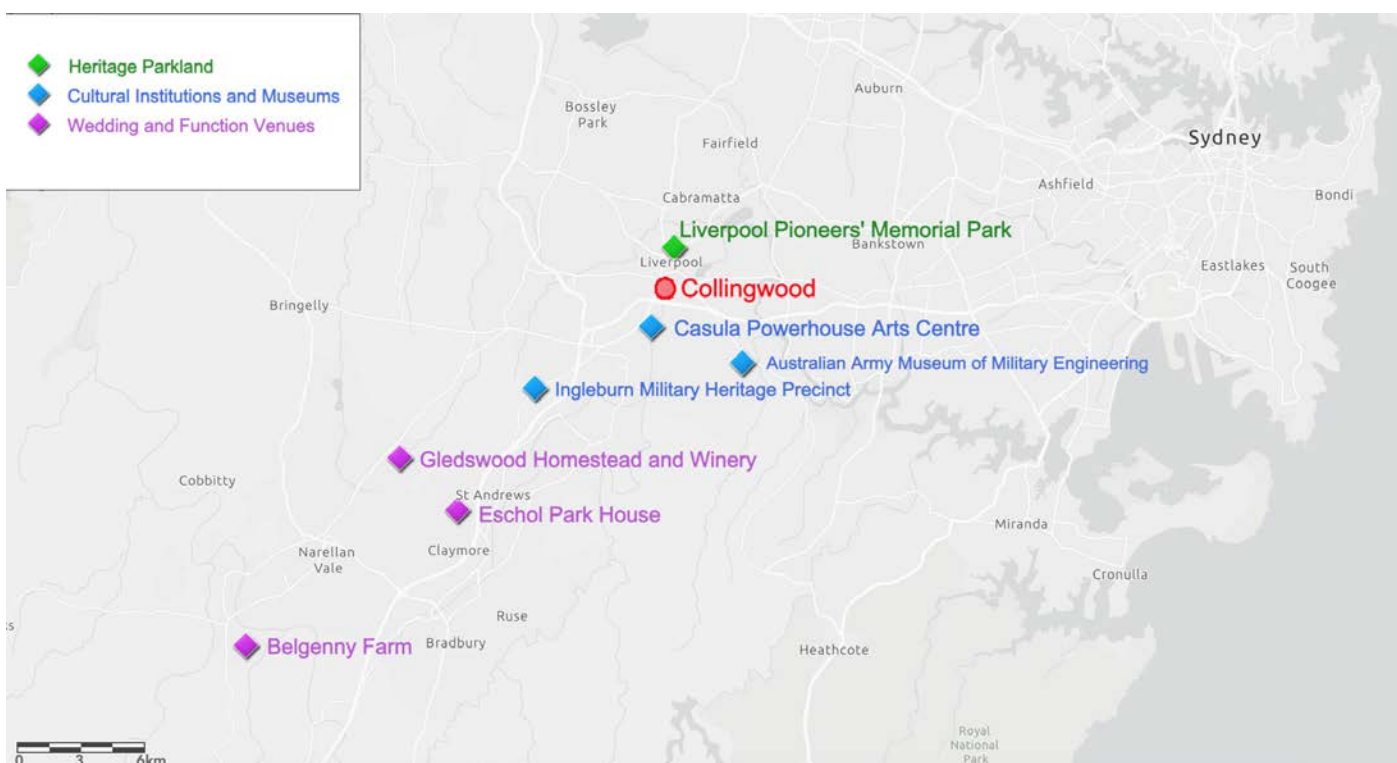 Heritage Parkland
Cultural Institutions and Museums
Wedding and Function Venues
Auburn
Bossley
Park
Sydney
Fairfield
Ashfield
Cabramatta
Bondi
Liverpool Pioneers' Memorial Park
Bankstown
Liverpool
Eastlakes
South
Coogee
Collingwood
Bringelly
Casula Powerhouse Arts Centre
Australian Army Museum of Military Engineering
Ingleburn Military Heritage Precinct
Gledswood Homestead and Winery
Cobbitty
St Andrews
Eschol Park House
Miranda
Narellan
Vale
Claymore
Cronulla
Ruse
Belgenny Farm
Bradbury
Heathcote
Royal
National
Park
0 3 6km